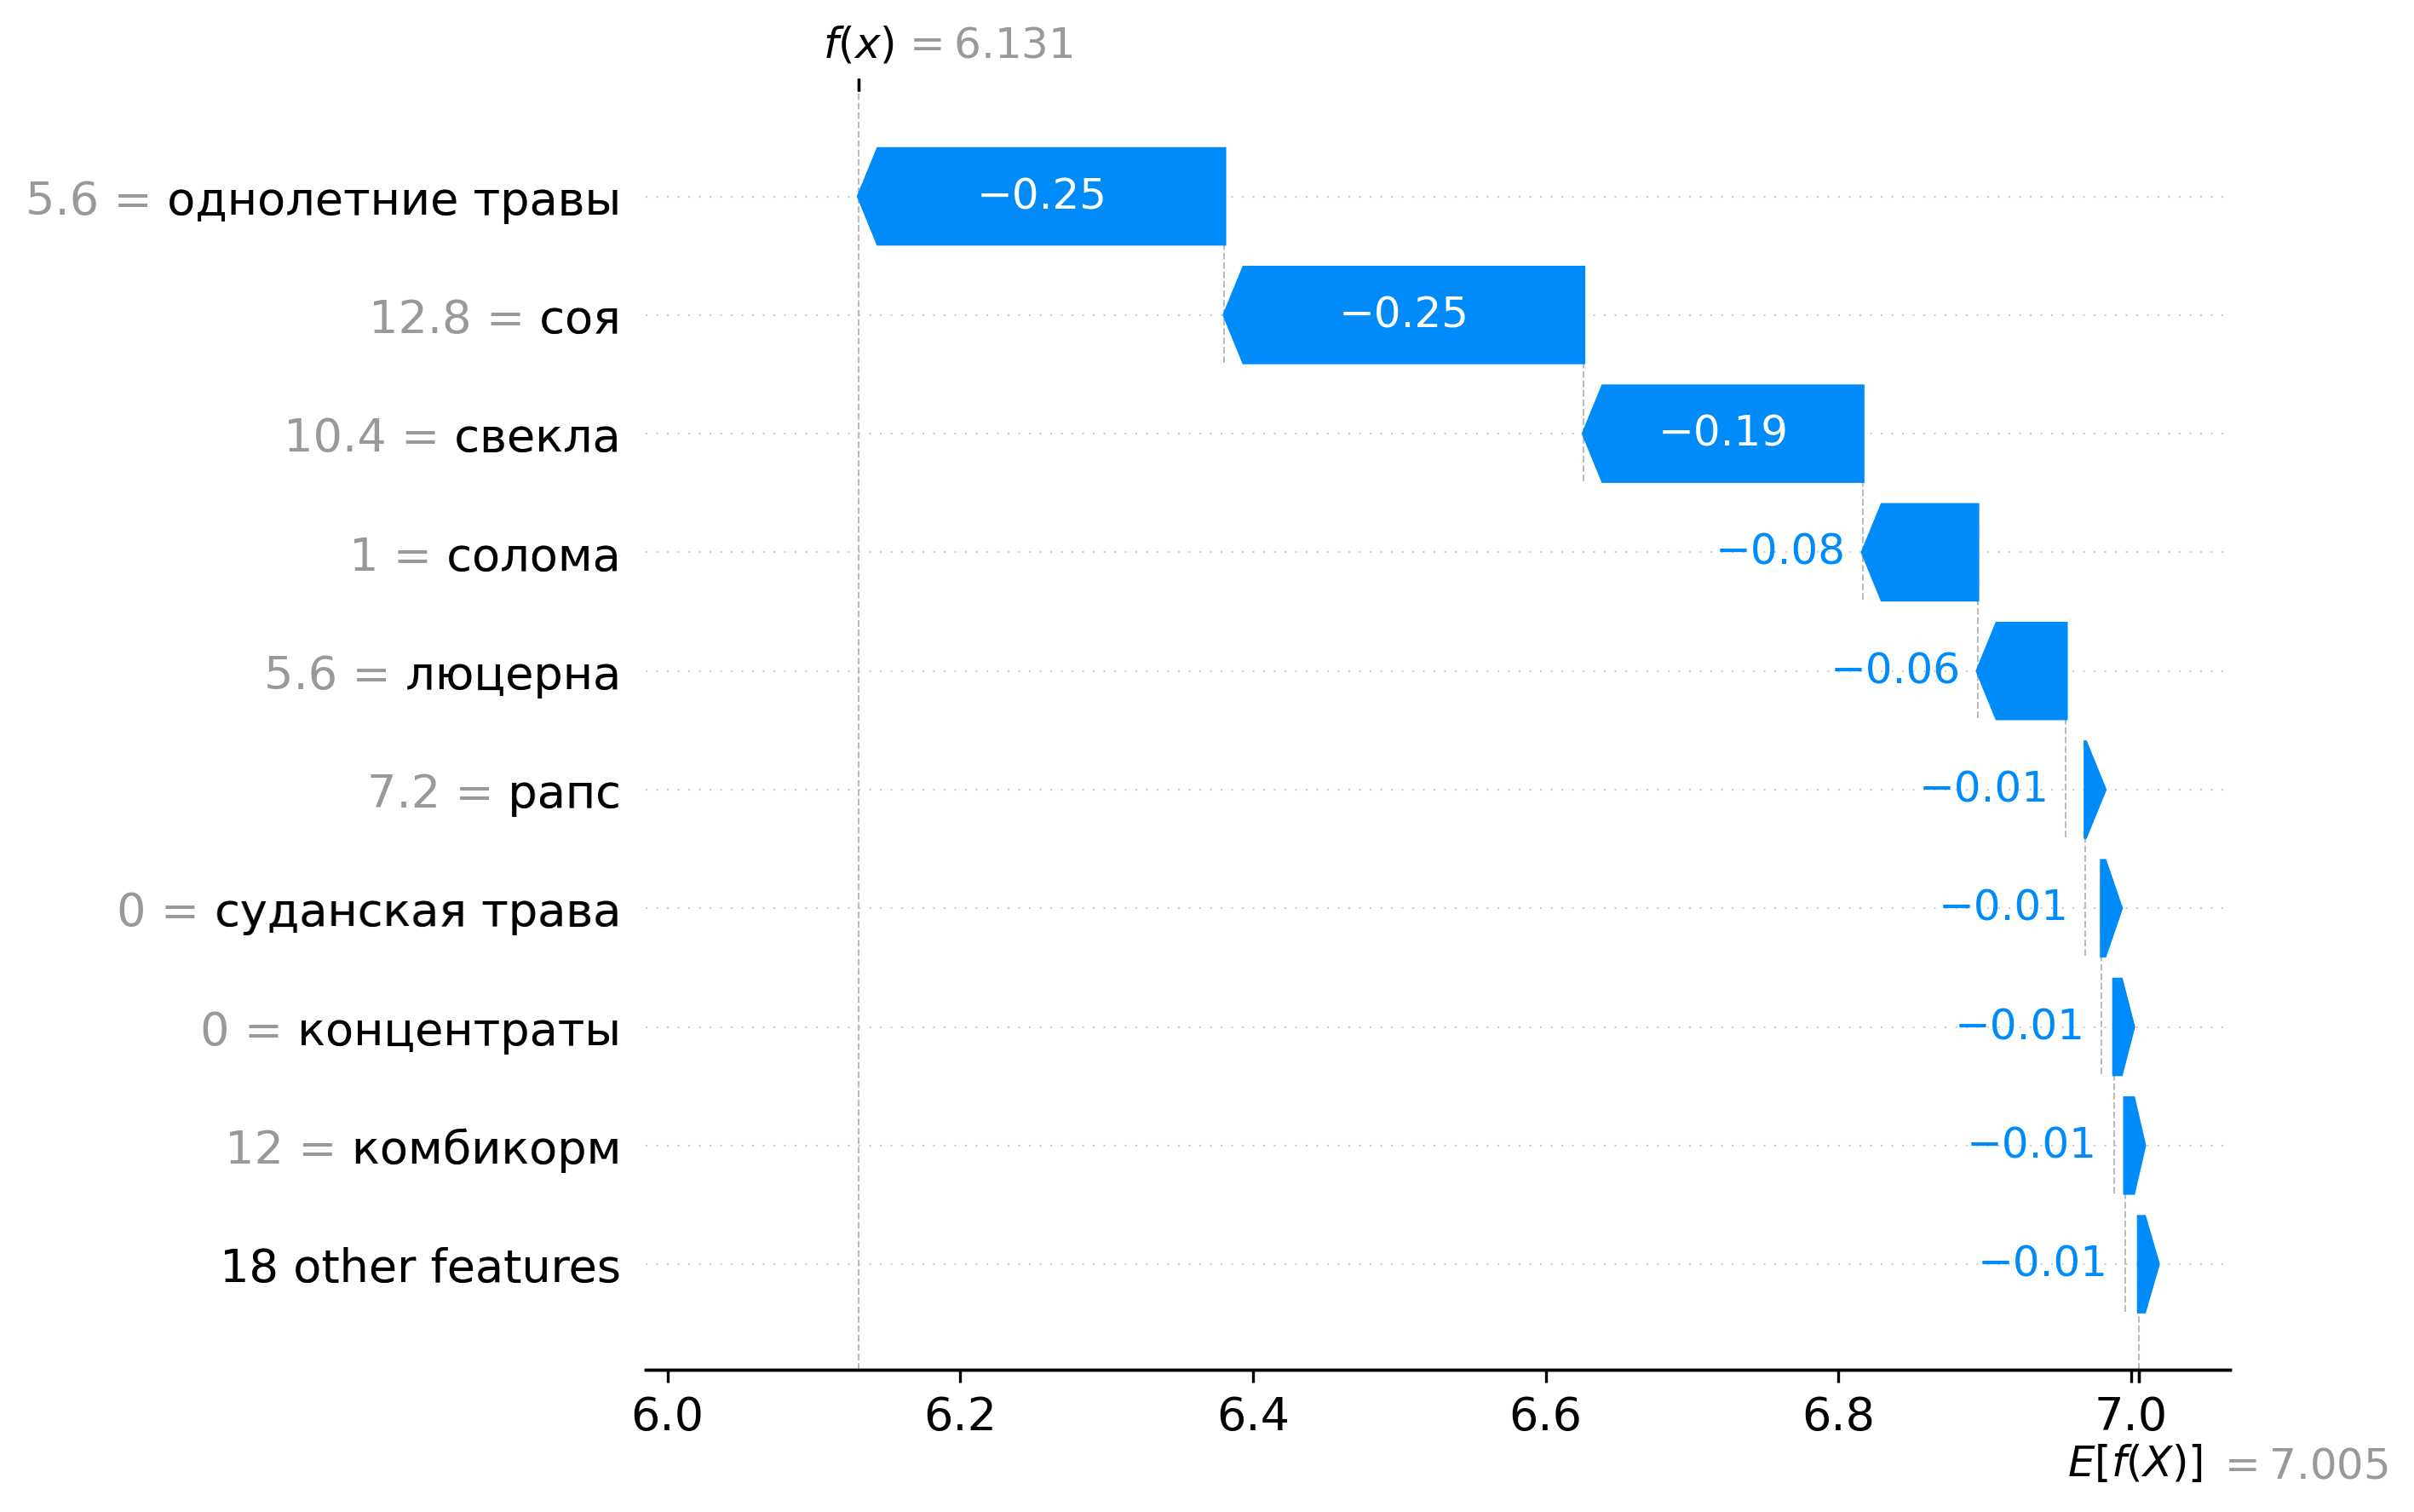 f(x) = 6.131
5.6 = однолетние травы −0.25
12.8 = соя −0.25
10.4 = свекла −0.19
1 = солома −0.08
5.6 = люцерна −0.06
7.2 = рапс −0.01
0 = суданская трава −0.01
0 = концентраты −0.01
12 = комбикорм −0.01
18 other features −0.01
6.0 6.2 6.4 6.6 6.8 7.0
E[f(X)] = 7.005